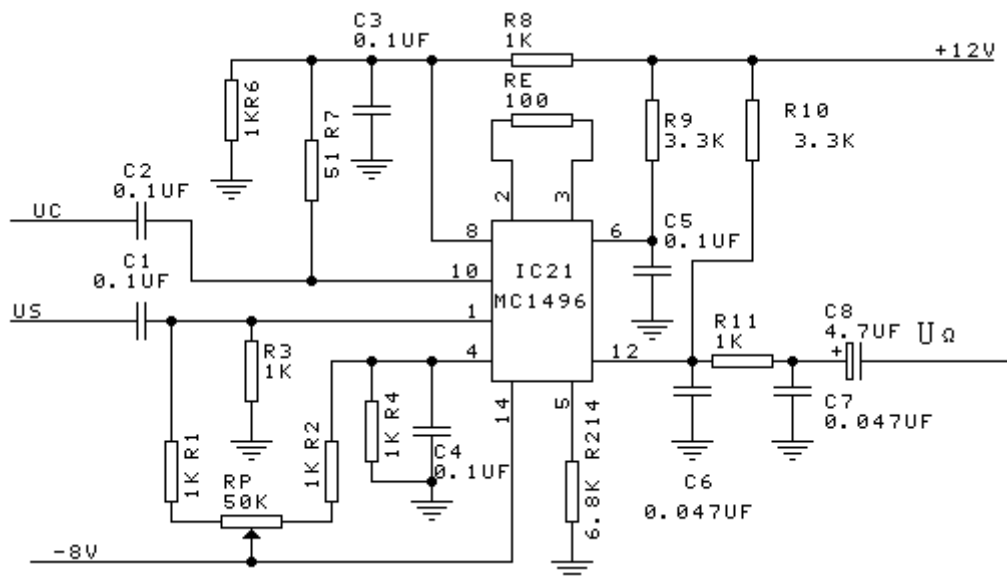 C3
0.1UF
R8
1K
+12V
RE
100
1K R6
51 R7
R9
3.3K
R10
3.3K
C2
0.1UF
UC
2
3
8
6
C5
0.1UF
C1
0.1UF
10
IC21
MC1496
US
1
R11
1K
C8
4.7UF
+
UΩ
R3
1K
4
12
14
5
1K R4
C4
0.1UF
C7
0.047UF
1K R1
1K R2
6.8K R214
RP
50K
C6
0.047UF
-8V